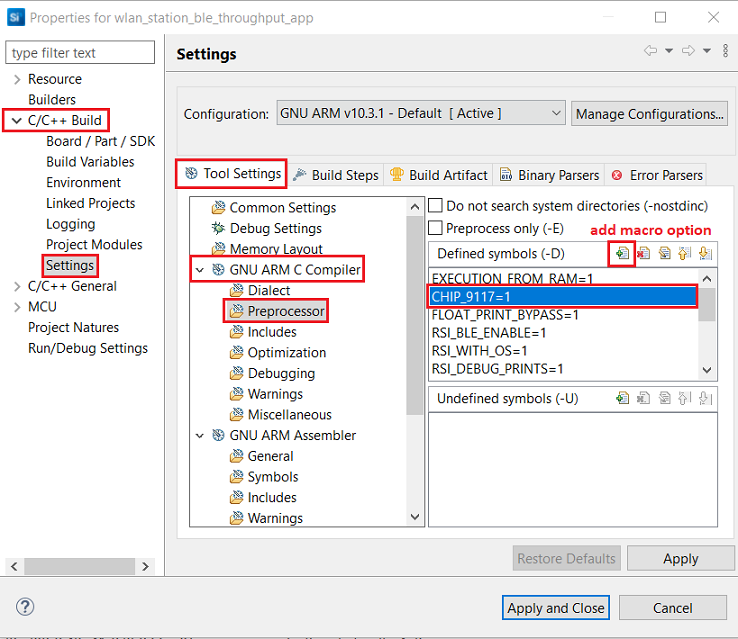 Si Properties for wlan_station_ble_throughput_app
type filter text
Resource
Builders
C/C++ Build
Board / Part / SDK
Build Variables
Environment
Linked Projects
Logging
Project Modules
Settings
C/C++ General
MCU
Project Natures
Run/Debug Settings
Settings
Configuration: GNU ARM v10.3.1 - Default [ Active ] Manage Configurations...
Tool Settings Build Steps Build Artifact Binary Parsers Error Parsers
Common Settings
Debug Settings
Memory Layout
GNU ARM C Compiler
Dialect
Preprocessor
Includes
Optimization
Debugging
Warnings
Miscellaneous
GNU ARM Assembler
General
Symbols
Includes
Warnings
Do not search system directories (-nostdinc)
Preprocess only (-E) add macro option
Defined symbols (-D)
EXECUTION_FROM_RAM=1
CHIP_9117=1
FLOAT_PRINT_BYPASS=1
RSI_BLE_ENABLE=1
RSI_WITH_OS=1
RSI_DEBUG_PRINTS=1
Undefined symbols (-U)
Restore Defaults Apply
Apply and Close Cancel